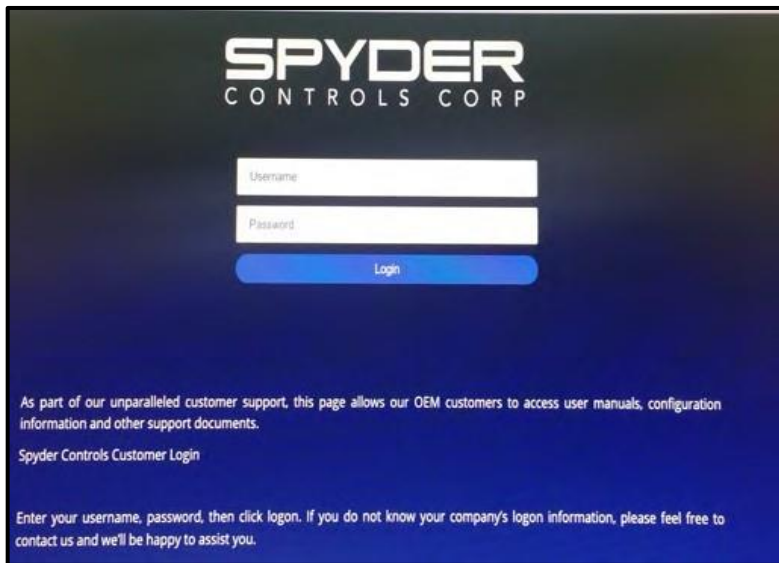 SPYDER
CONTROLS CORP
Username
Password
Login
As part of our unparalleled customer support, this page allows our OEM customers to access user manuals, configuration
information and other support documents.
Spyder Controls Customer Login
Enter your username, password, then click logon. If you do not know your company's logon information, please feel free to
contact us and we'll be happy to assist you.